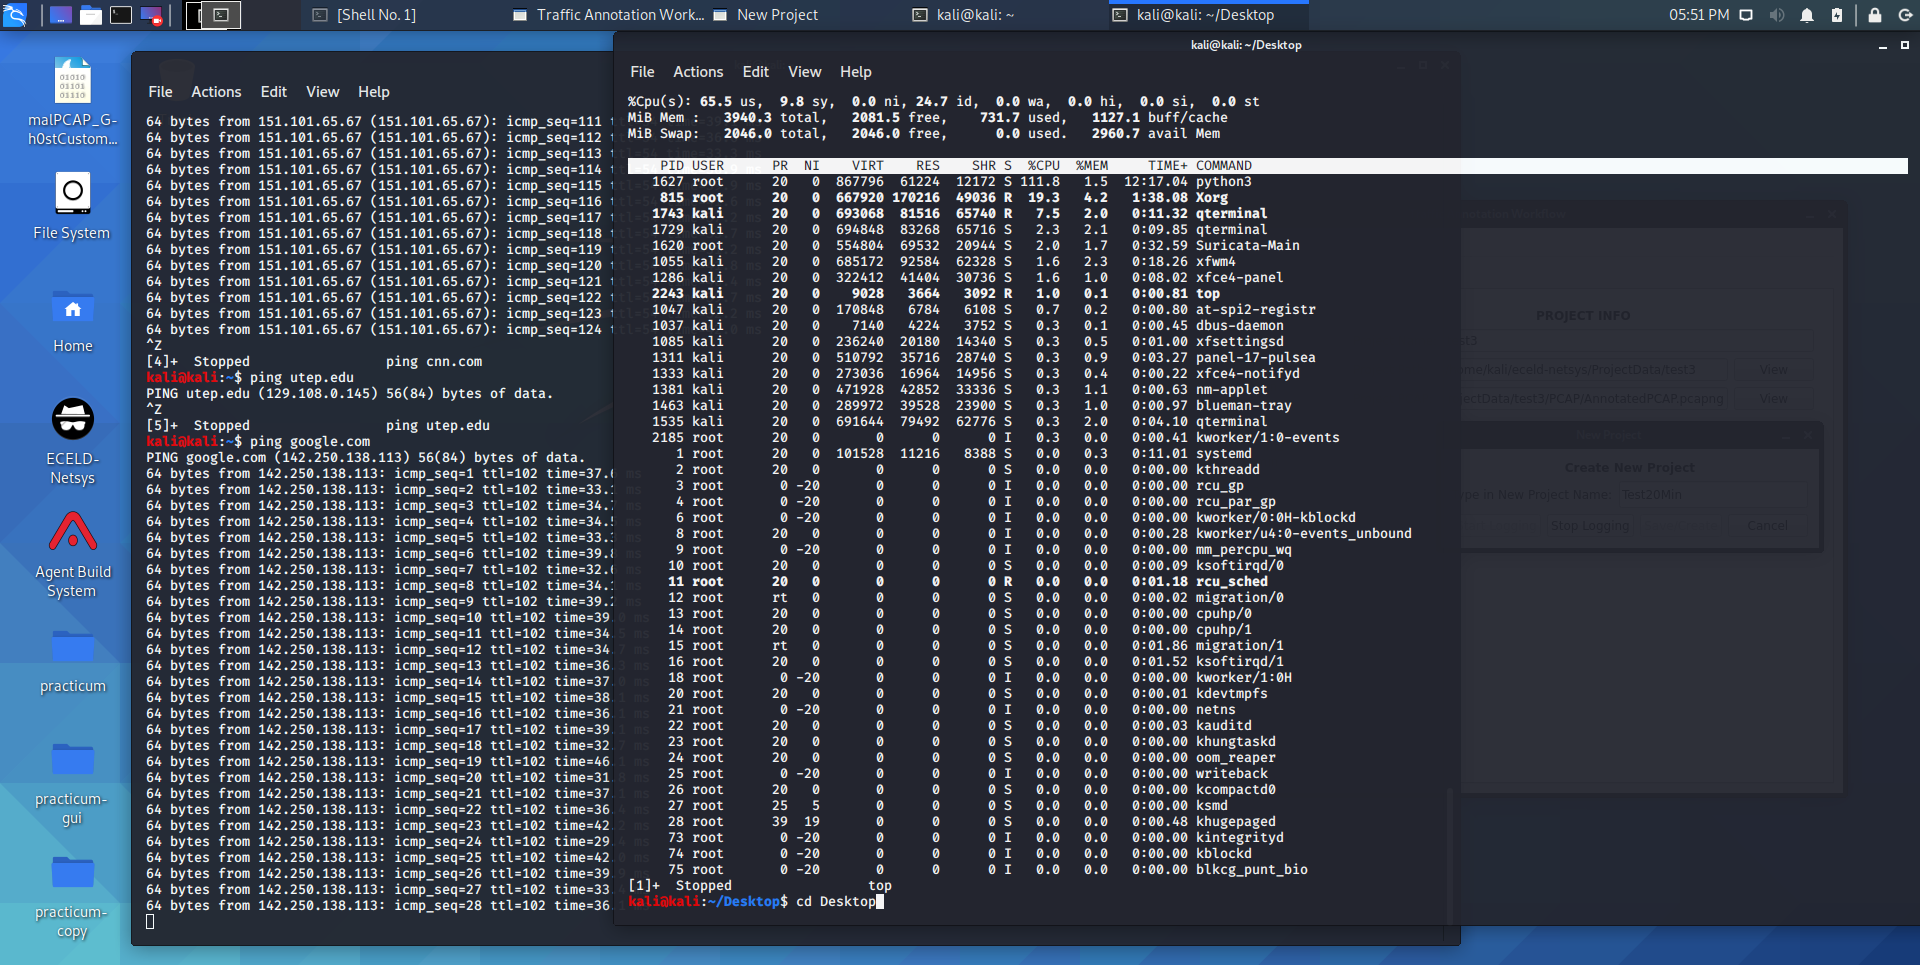 [Shell No. 1]
Traffic Annotation Work...
New Project
kali@kali: ~
kali@kali: ~/Desktop
05:51 PM
malPCAP_G-
h0stCustom...
File System
Home
ECELD-
Netsys
Agent Build
System
practicum
practicum-
gui
practicum-
copy
File Actions Edit View Help
64 bytes from 151.101.65.67 (151.101.65.67): icmp_seq=111
64 bytes from 151.101.65.67 (151.101.65.67): icmp_seq=112
64 bytes from 151.101.65.67 (151.101.65.67): icmp_seq=113
64 bytes from 151.101.65.67 (151.101.65.67): icmp_seq=114
64 bytes from 151.101.65.67 (151.101.65.67): icmp_seq=115
64 bytes from 151.101.65.67 (151.101.65.67): icmp_seq=116
64 bytes from 151.101.65.67 (151.101.65.67): icmp_seq=117
64 bytes from 151.101.65.67 (151.101.65.67): icmp_seq=118
64 bytes from 151.101.65.67 (151.101.65.67): icmp_seq=119
64 bytes from 151.101.65.67 (151.101.65.67): icmp_seq=120
64 bytes from 151.101.65.67 (151.101.65.67): icmp_seq=121
64 bytes from 151.101.65.67 (151.101.65.67): icmp_seq=122
64 bytes from 151.101.65.67 (151.101.65.67): icmp_seq=123
64 bytes from 151.101.65.67 (151.101.65.67): icmp_seq=124
^Z
[4]+ Stopped ping cnn.com
kali@kali:~$ ping utep.edu
PING utep.edu (129.108.0.145) 56(84) bytes of data.
^Z
[5]+ Stopped ping utep.edu
kali@kali:~$ ping google.com
PING google.com (142.250.138.113) 56(84) bytes of data.
64 bytes from 142.250.138.113: icmp_seq=1 ttl=102 time=37.6 ms
64 bytes from 142.250.138.113: icmp_seq=2 ttl=102 time=33.
64 bytes from 142.250.138.113: icmp_seq=3 ttl=102 time=34.
64 bytes from 142.250.138.113: icmp_seq=4 ttl=102 time=34.
64 bytes from 142.250.138.113: icmp_seq=5 ttl=102 time=33.
64 bytes from 142.250.138.113: icmp_seq=6 ttl=102 time=39.
64 bytes from 142.250.138.113: icmp_seq=7 ttl=102 time=32.
64 bytes from 142.250.138.113: icmp_seq=8 ttl=102 time=34.
64 bytes from 142.250.138.113: icmp_seq=9 ttl=102 time=39.
64 bytes from 142.250.138.113: icmp_seq=10 ttl=102 time=39.
64 bytes from 142.250.138.113: icmp_seq=11 ttl=102 time=34.
64 bytes from 142.250.138.113: icmp_seq=12 ttl=102 time=34.
64 bytes from 142.250.138.113: icmp_seq=13 ttl=102 time=36.
64 bytes from 142.250.138.113: icmp_seq=14 ttl=102 time=37.
64 bytes from 142.250.138.113: icmp_seq=15 ttl=102 time=38.
64 bytes from 142.250.138.113: icmp_seq=16 ttl=102 time=36.
64 bytes from 142.250.138.113: icmp_seq=17 ttl=102 time=39.
64 bytes from 142.250.138.113: icmp_seq=18 ttl=102 time=32.
64 bytes from 142.250.138.113: icmp_seq=19 ttl=102 time=46.
64 bytes from 142.250.138.113: icmp_seq=20 ttl=102 time=31.
64 bytes from 142.250.138.113: icmp_seq=21 ttl=102 time=37.
64 bytes from 142.250.138.113: icmp_seq=22 ttl=102 time=36.
64 bytes from 142.250.138.113: icmp_seq=23 ttl=102 time=42.
64 bytes from 142.250.138.113: icmp_seq=24 ttl=102 time=29.
64 bytes from 142.250.138.113: icmp_seq=25 ttl=102 time=42.
64 bytes from 142.250.138.113: icmp_seq=26 ttl=102 time=39.
64 bytes from 142.250.138.113: icmp_seq=27 ttl=102 time=33.
64 bytes from 142.250.138.113: icmp_seq=28 ttl=102 time=36.
kali@kali: ~/Desktop
File Actions Edit View Help
%Cpu(s): 65.5 us, 9.8 sy, 0.0 ni, 24.7 id, 0.0 wa, 0.0 hi, 0.0 si, 0.0 st
MiB Mem : 3940.3 total, 2081.5 free, 731.7 used, 1127.1 buff/cache
MiB Swap: 2046.0 total, 2046.0 free, 0.0 used. 2960.7 avail Mem
PID USER PR NI VIRT RES SHR S %CPU %MEM TIME+ COMMAND
1627 root 20 0 867796 61224 12172 S 111.8 1.5 12:17.04 python3
815 root 20 0 667920 170216 49036 R 19.3 4.2 1:38.08 Xorg
1743 kali 20 0 693068 81516 65740 R 7.5 2.0 0:11.32 qterminal
1729 kali 20 0 694848 83268 65716 S 2.3 2.1 0:09.85 qterminal
1620 root 20 0 554804 69532 20944 S 2.0 1.7 0:32.59 Suricata-Main
1055 kali 20 0 685172 92584 62328 S 1.6 2.3 0:18.26 xfwm4
1286 kali 20 0 322412 41404 30736 S 1.6 1.0 0:08.02 xfce4-panel
2243 kali 20 0 9028 3664 3092 R 1.0 0.1 0:00.81 top
1047 kali 20 0 170848 6784 6108 S 0.7 0.2 0:00.80 at-spi2-registr
1037 kali 20 0 7140 4224 3752 S 0.3 0.1 0:00.45 dbus-daemon
1085 kali 20 0 236240 20180 14340 S 0.3 0.5 0:01.00 xfsettingsd
1311 kali 20 0 510792 35716 28740 S 0.3 0.9 0:03.27 panel-17-pulsea
1333 kali 20 0 273036 16964 14956 S 0.3 0.4 0:00.22 xfce4-notifyd
1381 kali 20 0 471928 42852 33336 S 0.3 1.1 0:00.63 nm-applet
1463 kali 20 0 289972 39528 23900 S 0.3 1.0 0:00.97 blueman-tray
1535 kali 20 0 691644 79492 62776 S 0.3 2.0 0:04.10 qterminal
2185 root 20 0 0 0 0 I 0.3 0.0 0:00.41 kworker/1:0-events
1 root 20 0 101528 11216 8388 S 0.0 0.3 0:11.01 systemd
2 root 20 0 0 0 0 S 0.0 0.0 0:00.00 kthreadd
3 root 0 -20 0 0 0 I 0.0 0.0 0:00.00 rcu_gp
4 root 0 -20 0 0 0 I 0.0 0.0 0:00.00 rcu_par_gp
6 root 0 -20 0 0 0 I 0.0 0.0 0:00.00 kworker/0:0H-kblockd
8 root 20 0 0 0 0 I 0.0 0.0 0:00.28 kworker/u4:0-events_unbound
9 root 0 -20 0 0 0 I 0.0 0.0 0:00.00 mm_percpu_wq
10 root 20 0 0 0 0 S 0.0 0.0 0:00.09 ksoftirqd/0
11 root 20 0 0 0 0 R 0.0 0.0 0:01.18 rcu_sched
12 root rt 0 0 0 0 S 0.0 0.0 0:00.02 migration/0
13 root 20 0 0 0 0 S 0.0 0.0 0:00.00 cpuhp/0
14 root 20 0 0 0 0 S 0.0 0.0 0:00.00 cpuhp/1
15 root rt 0 0 0 0 S 0.0 0.0 0:01.86 migration/1
16 root 20 0 0 0 0 S 0.0 0.0 0:01.52 ksoftirqd/1
18 root 0 -20 0 0 0 I 0.0 0.0 0:00.00 kworker/1:0H
20 root 20 0 0 0 0 S 0.0 0.0 0:00.01 kdevtmpfs
21 root 0 -20 0 0 0 I 0.0 0.0 0:00.00 netns
22 root 20 0 0 0 0 S 0.0 0.0 0:00.03 kauditd
23 root 20 0 0 0 0 S 0.0 0.0 0:00.00 khungtaskd
24 root 20 0 0 0 0 S 0.0 0.0 0:00.00 oom_reaper
25 root 0 -20 0 0 0 I 0.0 0.0 0:00.00 writeback
26 root 20 0 0 0 0 S 0.0 0.0 0:00.00 kcompactd0
27 root 25 5 0 0 0 S 0.0 0.0 0:00.00 ksmd
28 root 39 19 0 0 0 S 0.0 0.0 0:00.48 khugepaged
73 root 0 -20 0 0 0 I 0.0 0.0 0:00.00 kintegrityd
74 root 0 -20 0 0 0 I 0.0 0.0 0:00.00 kblockd
75 root 0 -20 0 0 0 I 0.0 0.0 0:00.00 blkcg_punt_bio
[1]+ Stopped top
kali@kali:~/Desktop$ cd Desktop
PROJECT INFO
me/kali/eceld-netsys/ProjectData/test3 View
jectData/test3/PCAP/AnnotatedPCAP.pcapng View
New Project
Create New Project
ype in New Project Name: Test20Min
Stop Logging Cancel